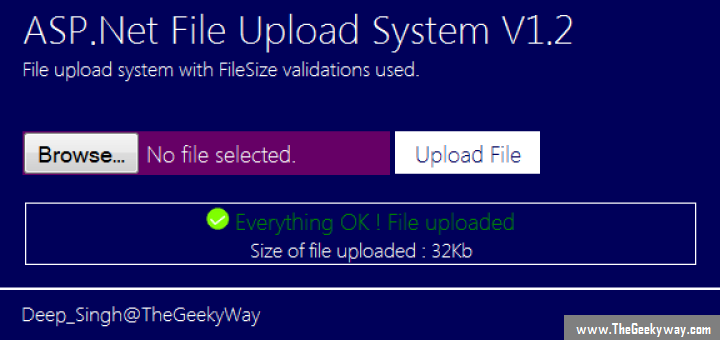 ASP.Net File Upload System V1.2
File upload system with FileSize validations used.
Browse... No file selected. Upload File
Everything OK ! File uploaded
Size of file uploaded : 32Kb
Deep_Singh@TheGeekyWay
www.TheGeekyway.com